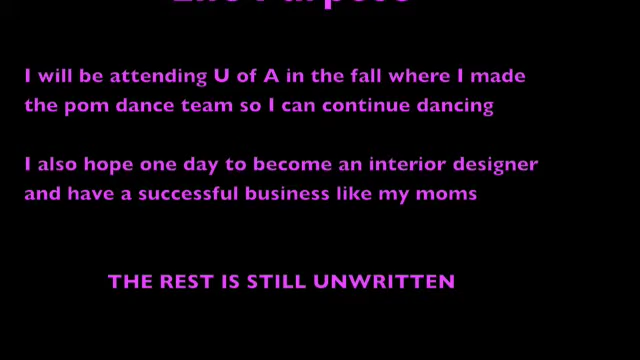 Life Purpose
I will be attending U of A in the fall where I made
the pom dance team so I can continue dancing
I also hope one day to become an interior designer
and have a successful business like my moms
THE REST IS STILL UNWRITTEN